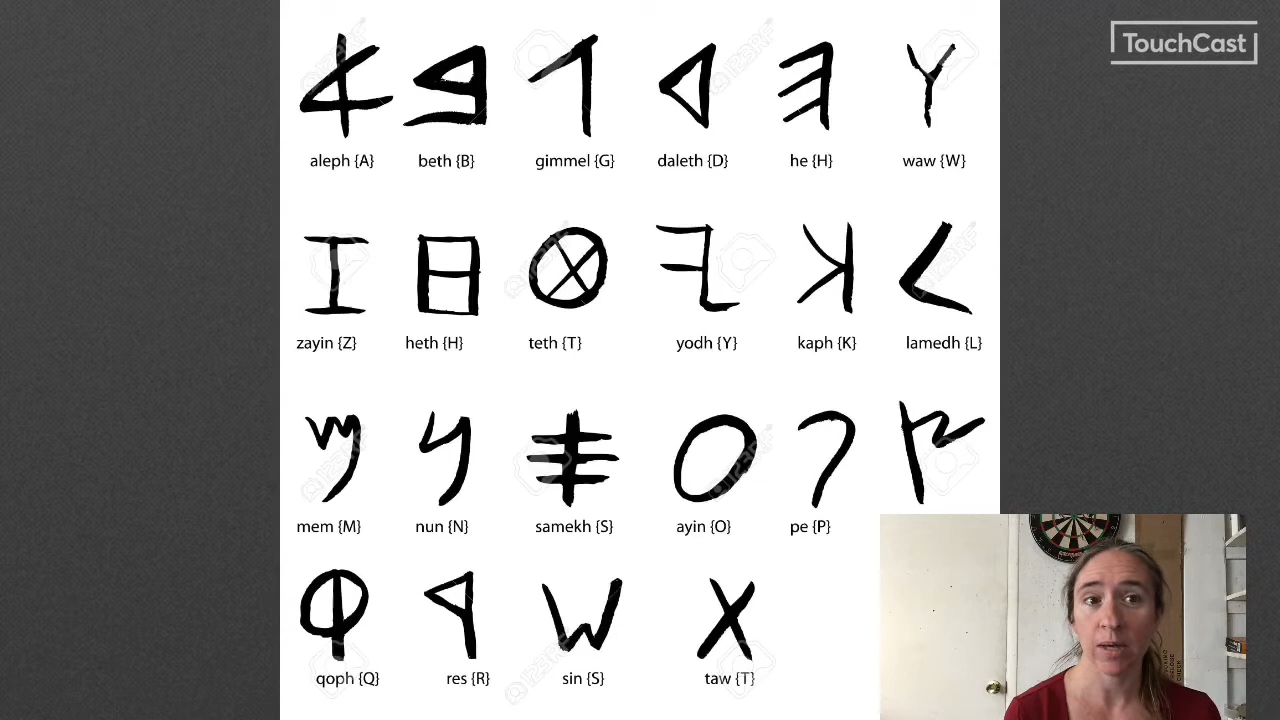 TouchCast
𐤀 𐤁 𐤂 𐤃 𐤄 𐤅
aleph {A} beth {B} gimmel {G} daleth {D} he {H} waw {W}
𐤆 𐤇 𐤈 𐤉 𐤊 𐤋
zayin {Z} heth {H} teth {T} yodh {Y} kaph {K} lamedh {L}
𐤌 𐤍 𐤎 𐤏 𐤐 𐤑
mem {M} nun {N} samekh {S} ayin {O} pe {P}
𐤒 𐤓 𐤔 𐤕
qoph {Q} res {R} sin {S} taw {T}